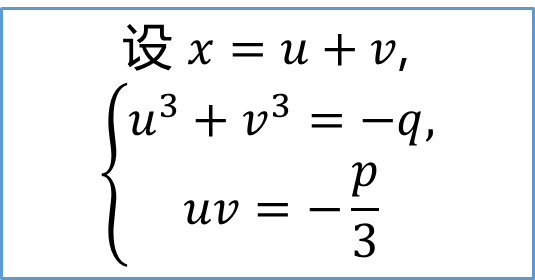 设 x = u + v,
u³ + v³ = −q,
uv = −p/3